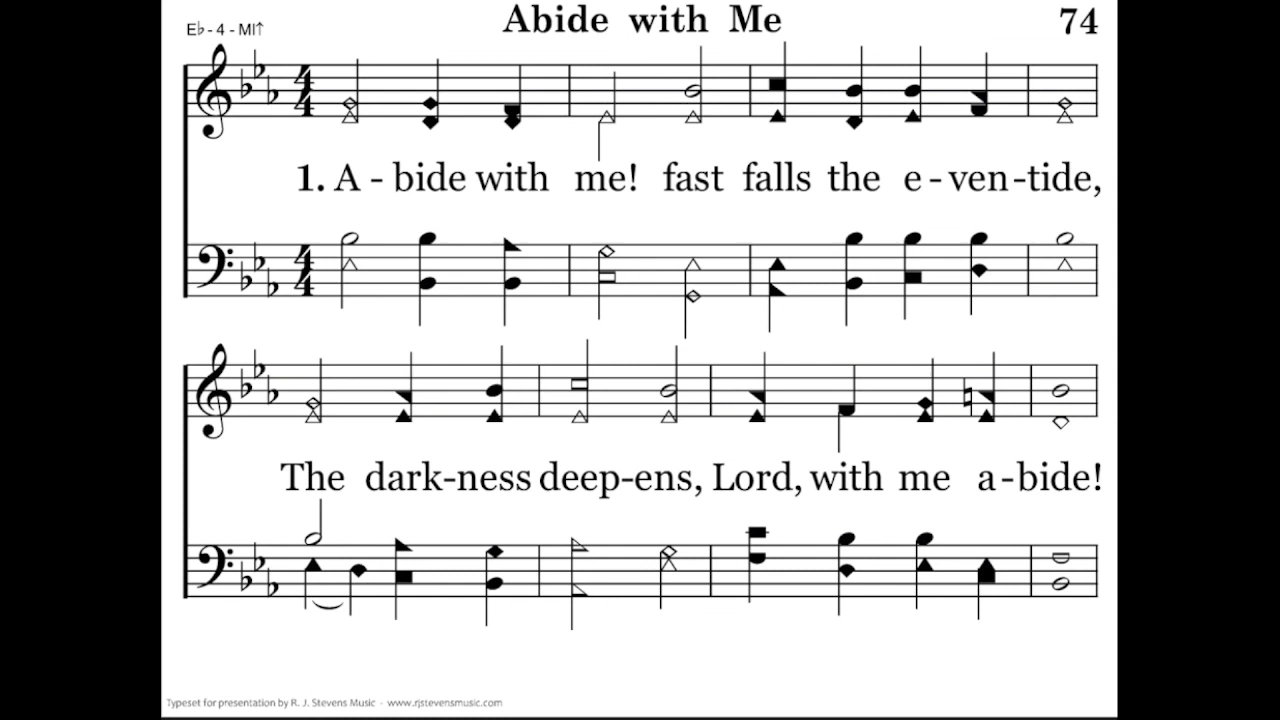 Abide with Me
74
E♭ - 4 - MI↑
1. A - bide with me! fast falls the e - ven - tide,
The dark - ness deep - ens, Lord, with me a - bide!
Typeset for presentation by R. J. Stevens Music - www.rjstevensmusic.com